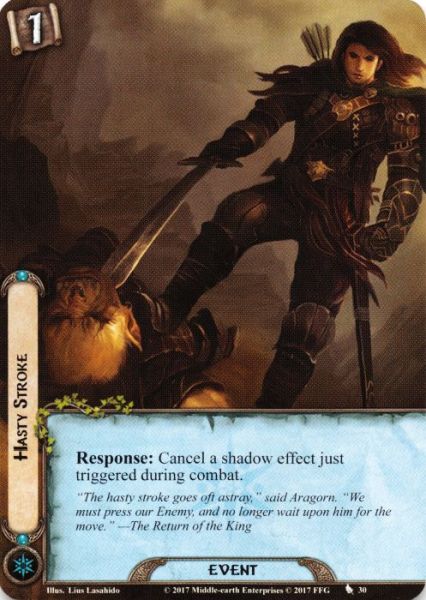 1
HASTY STROKE
Response: Cancel a shadow effect just
triggered during combat.
“The hasty stroke goes oft astray,” said Aragorn. “We
must press our Enemy, and no longer wait upon him for the
move.” —The Return of the King
EVENT
Illus. Lius Lasahido © 2017 Middle-earth Enterprises © 2017 FFG 30